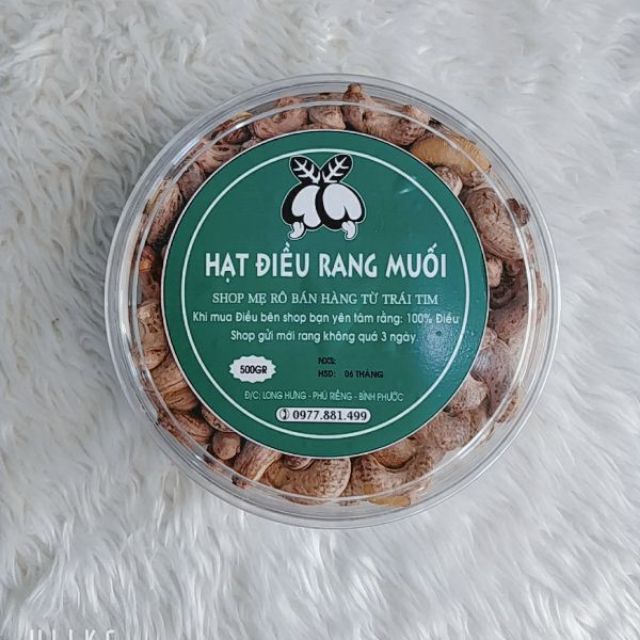 HẠT ĐIỀU RANG MUỐI
SHOP MẸ RÔ BÁN HÀNG TỪ TRÁI TIM
Khi mua Điều bên shop bạn yên tâm rằng: 100% Điều
Shop gửi mới rang không quá 3 ngày.
500GR
NXS:
HSD: 06 THÁNG
Đ/C: LONG HƯNG - PHÚ RIỀNG - BÌNH PHƯỚC
0977.881.499